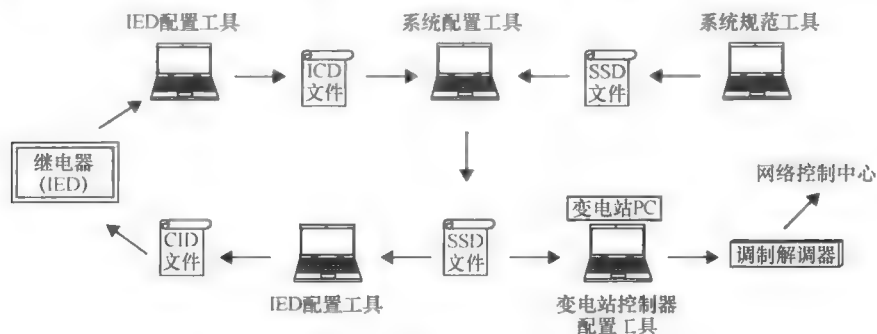 IED配置工具
系统配置工具
系统规范工具
ICD
文件
SSD
文件
继电器
(IED)
网络控制中心
变电站PC
CID
文件
SSD
文件
调制解调器
IED配置工具
变电站控制器
配置工具